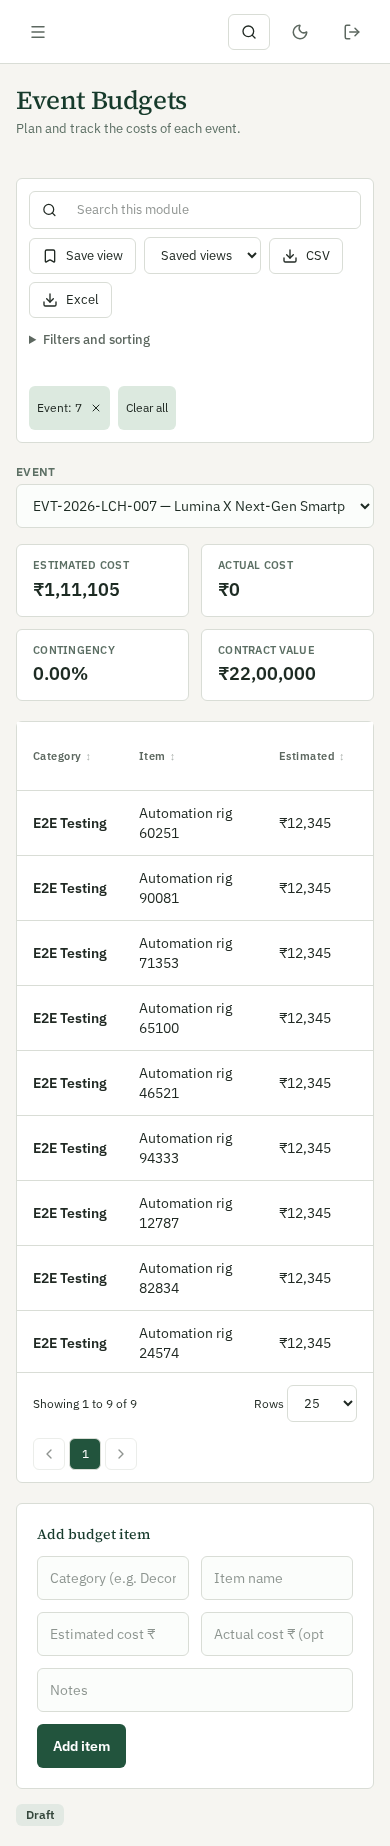 Event Budgets
Plan and track the costs of each event.
Search this module
Save view
Saved views
CSV
Excel
Filters and sorting
Event: 7 ×
Clear all
EVENT
EVT-2026-LCH-007 — Lumina X Next-Gen Smartp
ESTIMATED COST
₹1,11,105
ACTUAL COST
₹0
CONTINGENCY
0.00%
CONTRACT VALUE
₹22,00,000
Category ↕ Item ↕ Estimated ↕
E2E Testing Automation rig 60251 ₹12,345
E2E Testing Automation rig 90081 ₹12,345
E2E Testing Automation rig 71353 ₹12,345
E2E Testing Automation rig 65100 ₹12,345
E2E Testing Automation rig 46521 ₹12,345
E2E Testing Automation rig 94333 ₹12,345
E2E Testing Automation rig 12787 ₹12,345
E2E Testing Automation rig 82834 ₹12,345
E2E Testing Automation rig 24574 ₹12,345
Showing 1 to 9 of 9
Rows 25
1
Add budget item
Category (e.g. Decor
Item name
Estimated cost ₹
Actual cost ₹ (opt
Notes
Add item
Draft